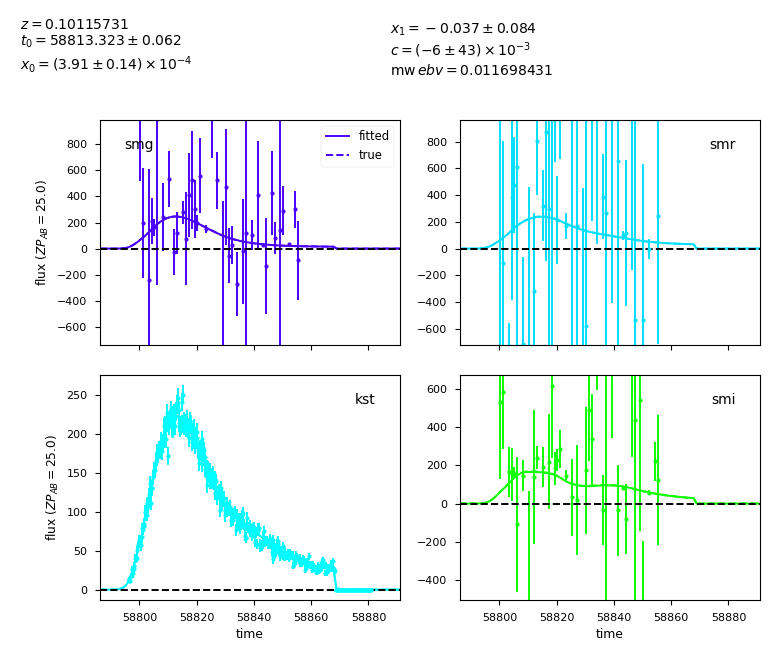 z = 0.10115731
t₀ = 58813.323 ± 0.062
x₀ = (3.91 ± 0.14) × 10⁻⁴
x₁ = −0.037 ± 0.084
c = (−6 ± 43) × 10⁻³
mw ebv = 0.011698431
smg
fitted
true
800
600
400
200
0
−200
−400
−600
flux (ZP_AB = 25.0)
smr
800
600
400
200
0
−200
−400
−600
kst
250
200
150
100
50
0
flux (ZP_AB = 25.0)
58800 58820 58840 58860 58880
time
smi
600
400
200
0
−200
−400
58800 58820 58840 58860 58880
time